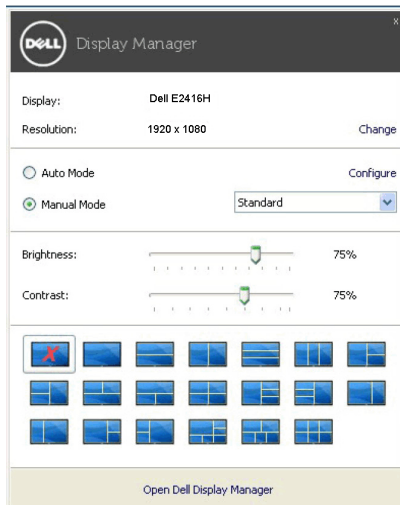 x
DELL Display Manager
Display: Dell E2416H
Resolution: 1920 x 1080 Change
Auto Mode Configure
Manual Mode Standard
Brightness: 75%
Contrast: 75%
Open Dell Display Manager